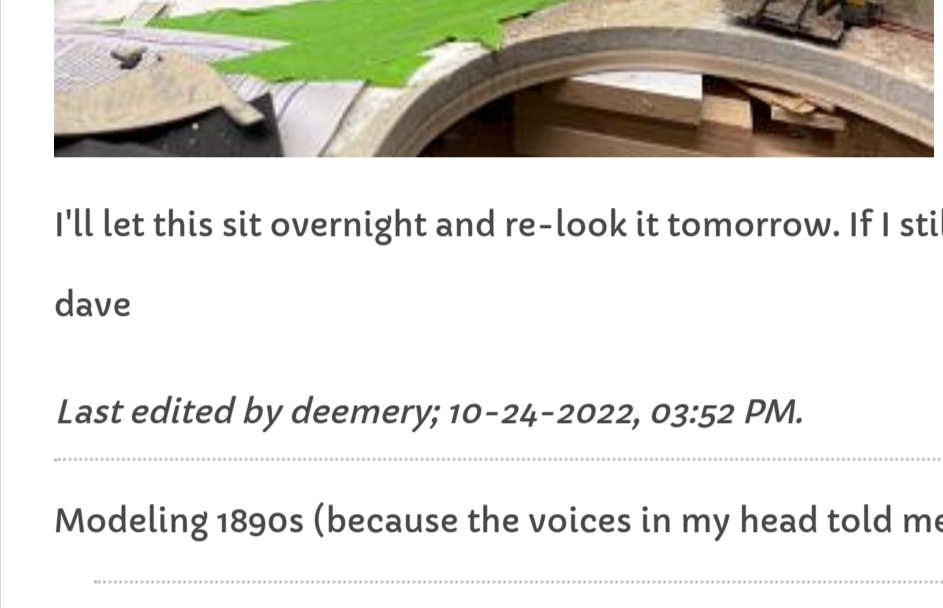 I'll let this sit overnight and re-look it tomorrow. If I stil
dave
Last edited by deemery; 10-24-2022, 03:52 PM.
Modeling 1890s (because the voices in my head told me